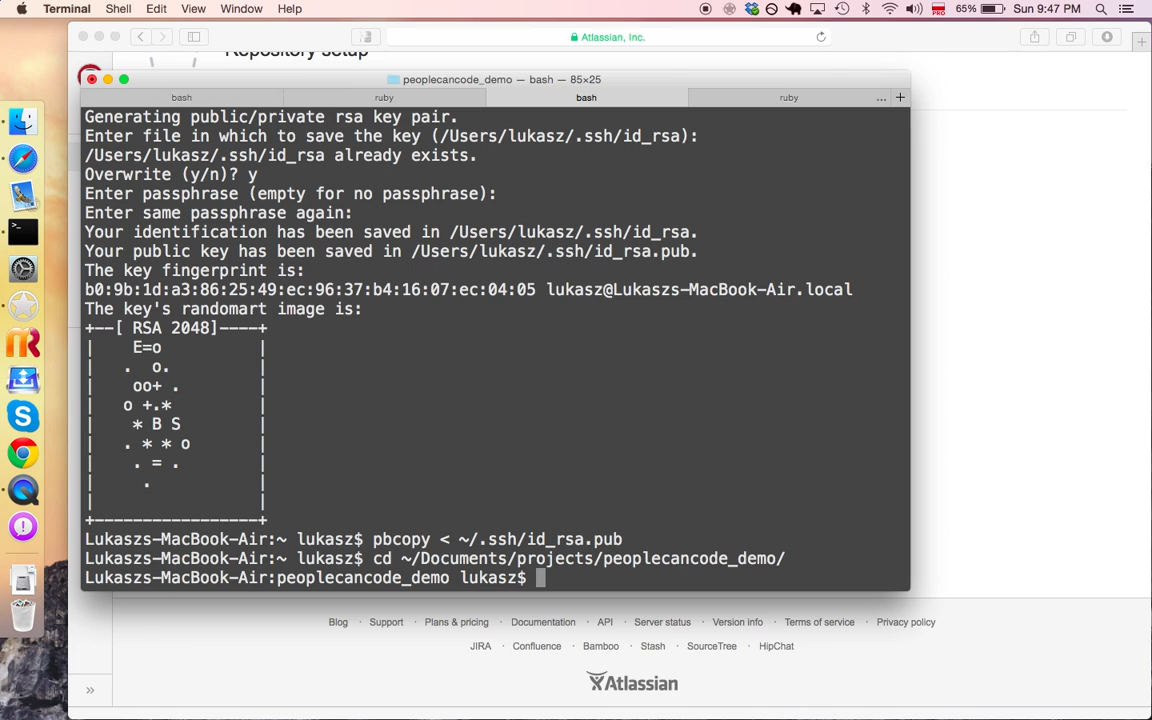 Terminal Shell Edit View Window Help PRO 65% Sun 9:47 PM
Atlassian, Inc.
Repository setup
peoplecancode_demo — bash — 85×25
bash ruby bash ruby ... +
Generating public/private rsa key pair.
Enter file in which to save the key (/Users/lukasz/.ssh/id_rsa):
/Users/lukasz/.ssh/id_rsa already exists.
Overwrite (y/n)? y
Enter passphrase (empty for no passphrase):
Enter same passphrase again:
Your identification has been saved in /Users/lukasz/.ssh/id_rsa.
Your public key has been saved in /Users/lukasz/.ssh/id_rsa.pub.
The key fingerprint is:
b0:9b:1d:a3:86:25:49:ec:96:37:b4:16:07:ec:04:05 lukasz@Lukaszs-MacBook-Air.local
The key's randomart image is:
+--[ RSA 2048]----+
|    E=o          |
|   .  o.         |
|    oo+ .        |
|   o +.*         |
|    * B S        |
|   . * * o       |
|    . = .        |
|     .           |
|                 |
+-----------------+
Lukaszs-MacBook-Air:~ lukasz$ pbcopy < ~/.ssh/id_rsa.pub
Lukaszs-MacBook-Air:~ lukasz$ cd ~/Documents/projects/peoplecancode_demo/
Lukaszs-MacBook-Air:peoplecancode_demo lukasz$
Blog · Support · Plans & pricing · Documentation · API · Server status · Version info · Terms of service · Privacy policy
JIRA · Confluence · Bamboo · Stash · SourceTree · HipChat
Atlassian